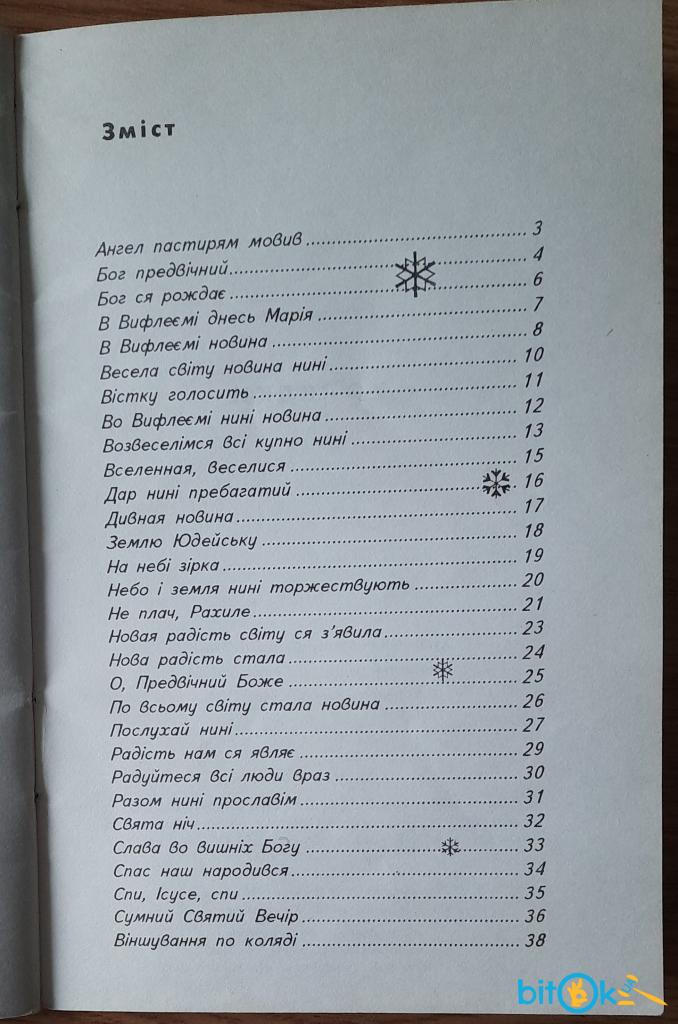 Зміст
Ангел пастирям мовив ........ 3
Бог предвічний ........ 4
Бог ся рождає ........ 6
В Вифлеємі днесь Марія ........ 7
В Вифлеємі новина ........ 8
Весела світу новина нині ........ 10
Вістку голосить ........ 11
Во Вифлеємі нині новина ........ 12
Возвеселімся всі купно нині ........ 13
Вселенная, веселися ........ 15
Дар нині пребагатий ........ 16
Дивная новина ........ 17
Землю Юдейську ........ 18
На небі зірка ........ 19
Небо і земля нині торжествують ........ 20
Не плач, Рахиле ........ 21
Новая радість світу ся з'явила ........ 23
Нова радість стала ........ 24
О, Предвічний Боже ........ 25
По всьому світу стала новина ........ 26
Послухай нині ........ 27
Радість нам ся являє ........ 29
Радуйтеся всі люди враз ........ 30
Разом нині прославім ........ 31
Свята ніч ........ 32
Слава во вишніх Богу ........ 33
Спас наш народився ........ 34
Спи, Ісусе, спи ........ 35
Сумний Святий Вечір ........ 36
Віншування по коляді ........ 38
bitOk.UA